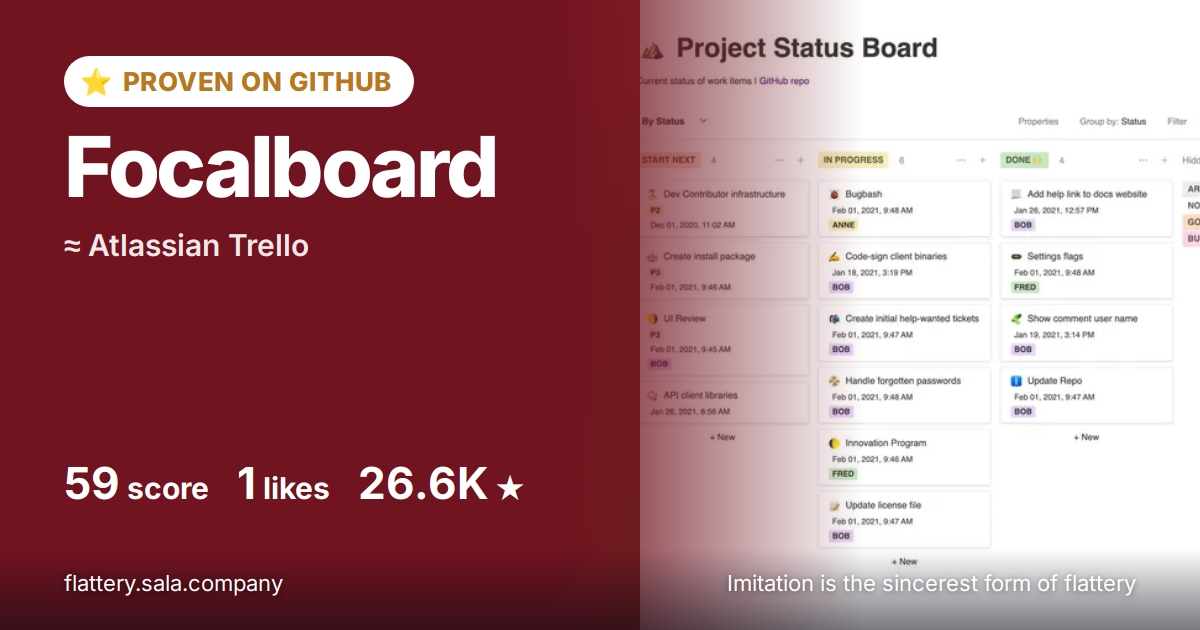 PROVEN ON GITHUB
Focalboard
≈ Atlassian Trello
59 score 1 likes 26.6K ★
flattery.sala.company
Project Status Board
Current status of work items | GitHub repo
By Status
Properties Group by: Status Filter
START NEXT 4 ... +
Dev Contributor infrastructure
P2
Dec 01, 2020, 11:02 AM
Create install package
P3
Feb 01, 2021, 9:46 AM
UI Review
P3
Feb 01, 2021, 9:45 AM
BOB
API client libraries
Jan 26, 2021, 8:56 AM
+ New
IN PROGRESS 6 ... +
Bugbash
Feb 01, 2021, 9:48 AM
ANNE
Code-sign client binaries
Jan 18, 2021, 3:19 PM
BOB
Create initial help-wanted tickets
Feb 01, 2021, 9:47 AM
BOB
Handle forgotten passwords
Feb 01, 2021, 9:48 AM
BOB
Innovation Program
Feb 01, 2021, 9:46 AM
FRED
Update license file
Feb 01, 2021, 9:47 AM
BOB
+ New
DONE 4 ... +
Add help link to docs website
Jan 26, 2021, 12:57 PM
BOB
Settings flags
Feb 01, 2021, 9:48 AM
FRED
Show comment user name
Jan 19, 2021, 3:14 PM
BOB
Update Repo
Feb 01, 2021, 9:47 AM
BOB
+ New
Hidd
AR
NO
GO
BU
Imitation is the sincerest form of flattery